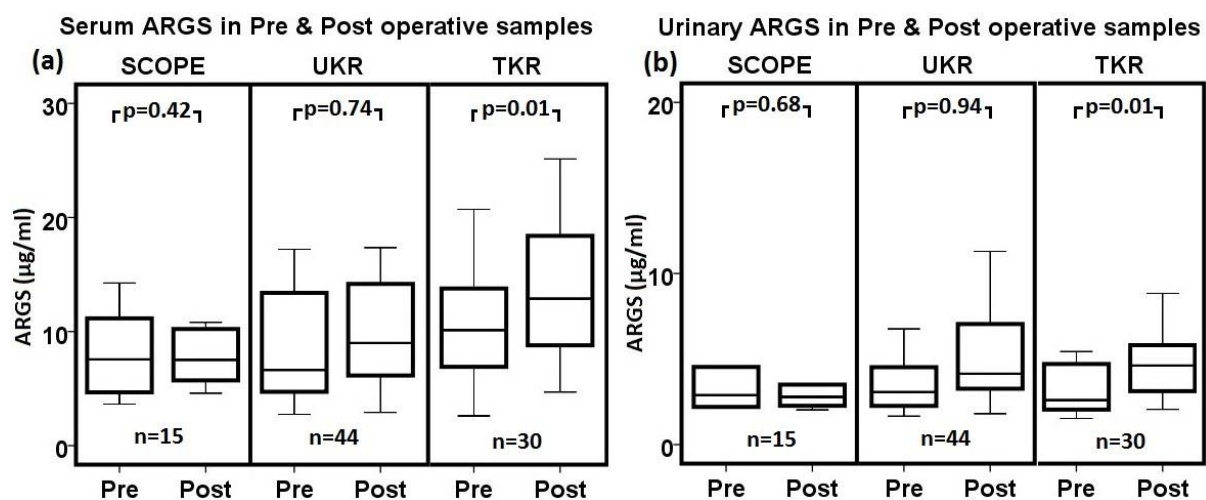 Serum ARGS in Pre & Post operative samples
(a)
SCOPE UKR TKR
p=0.42 p=0.74 p=0.01
30
20
10
0
ARGS (μg/ml)
n=15 n=44 n=30
Pre Post Pre Post Pre Post
Urinary ARGS in Pre & Post operative samples
(b)
SCOPE UKR TKR
p=0.68 p=0.94 p=0.01
20
10
0
ARGS (μg/ml)
n=15 n=44 n=30
Pre Post Pre Post Pre Post